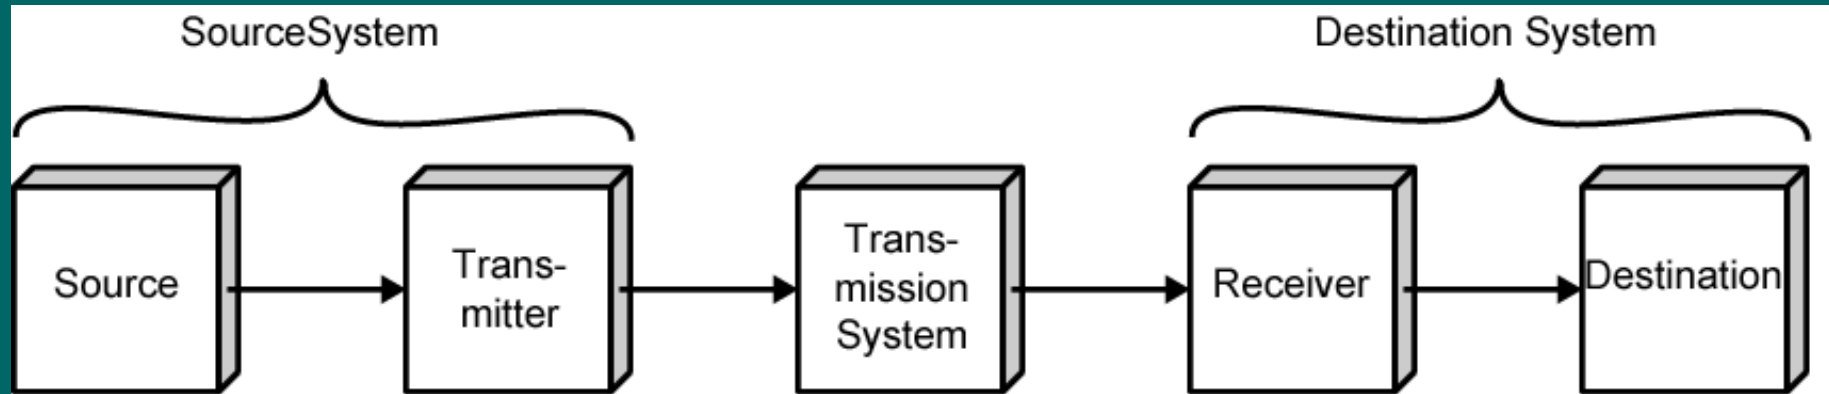 SourceSystem
Destination System
Source
Trans-
mitter
Trans-
mission
System
Receiver
Destination